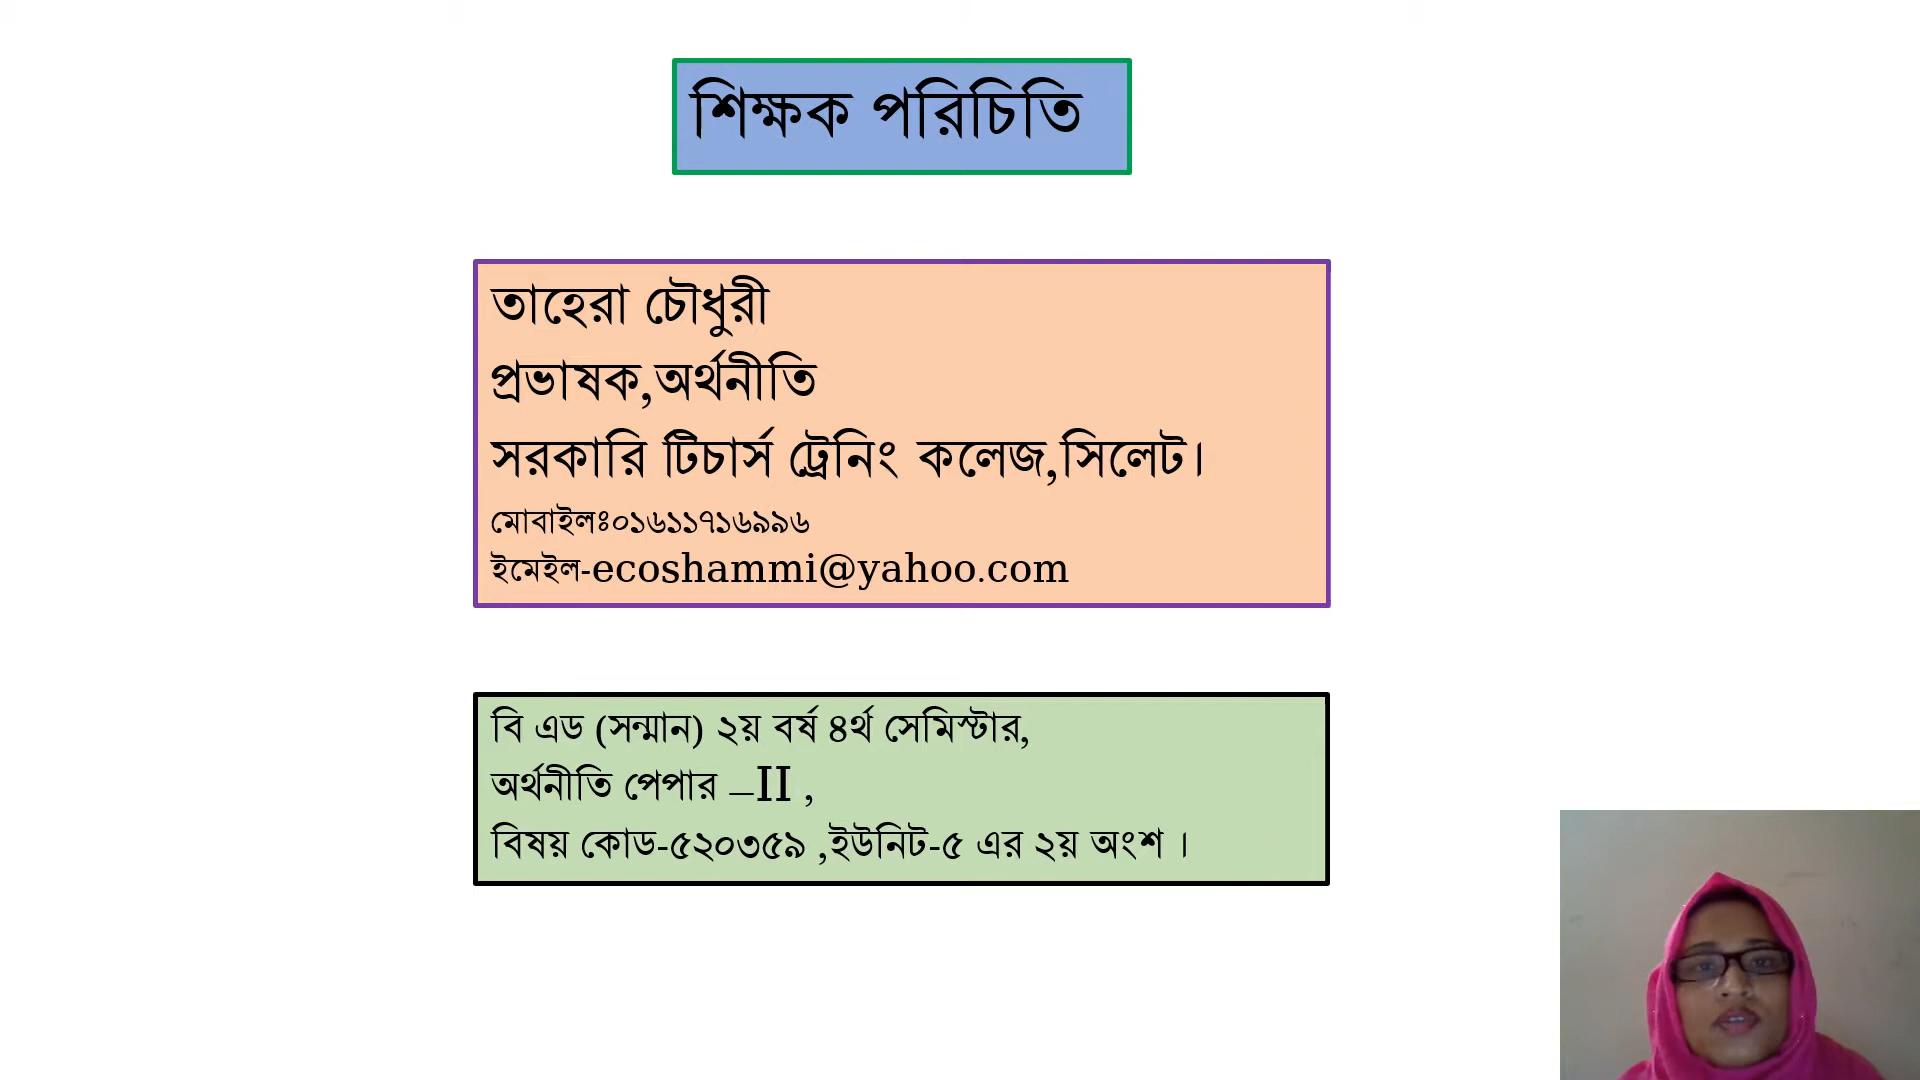 শিক্ষক পরিচিতি
তাহেরা চৌধুরী
প্রভাষক,অর্থনীতি
সরকারি টিচার্স ট্রেনিং কলেজ,সিলেট।
মোবাইলঃ০১৬১১৭১৬৯৯৬
ইমেইল-ecoshammi@yahoo.com
বি এড (সন্মান) ২য় বর্ষ ৪র্থ সেমিস্টার,
অর্থনীতি পেপার –II ,
বিষয় কোড-৫২০৩৫৯ ,ইউনিট-৫ এর ২য় অংশ ।